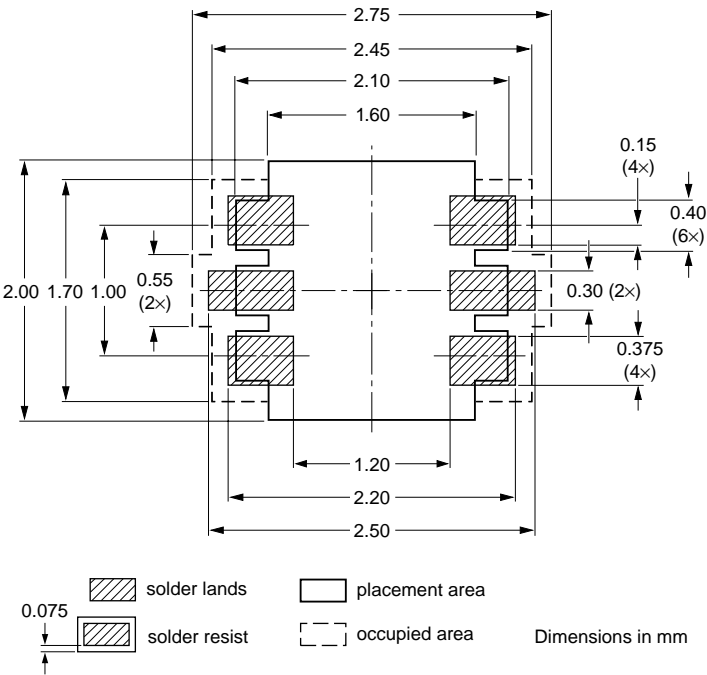 2.75
2.45
2.10
1.60
0.15
(4×)
0.40
(6×)
2.00 1.70 1.00 0.55
(2×)
0.30 (2×)
0.375
(4×)
1.20
2.20
2.50
solder lands
placement area
0.075
solder resist
occupied area
Dimensions in mm